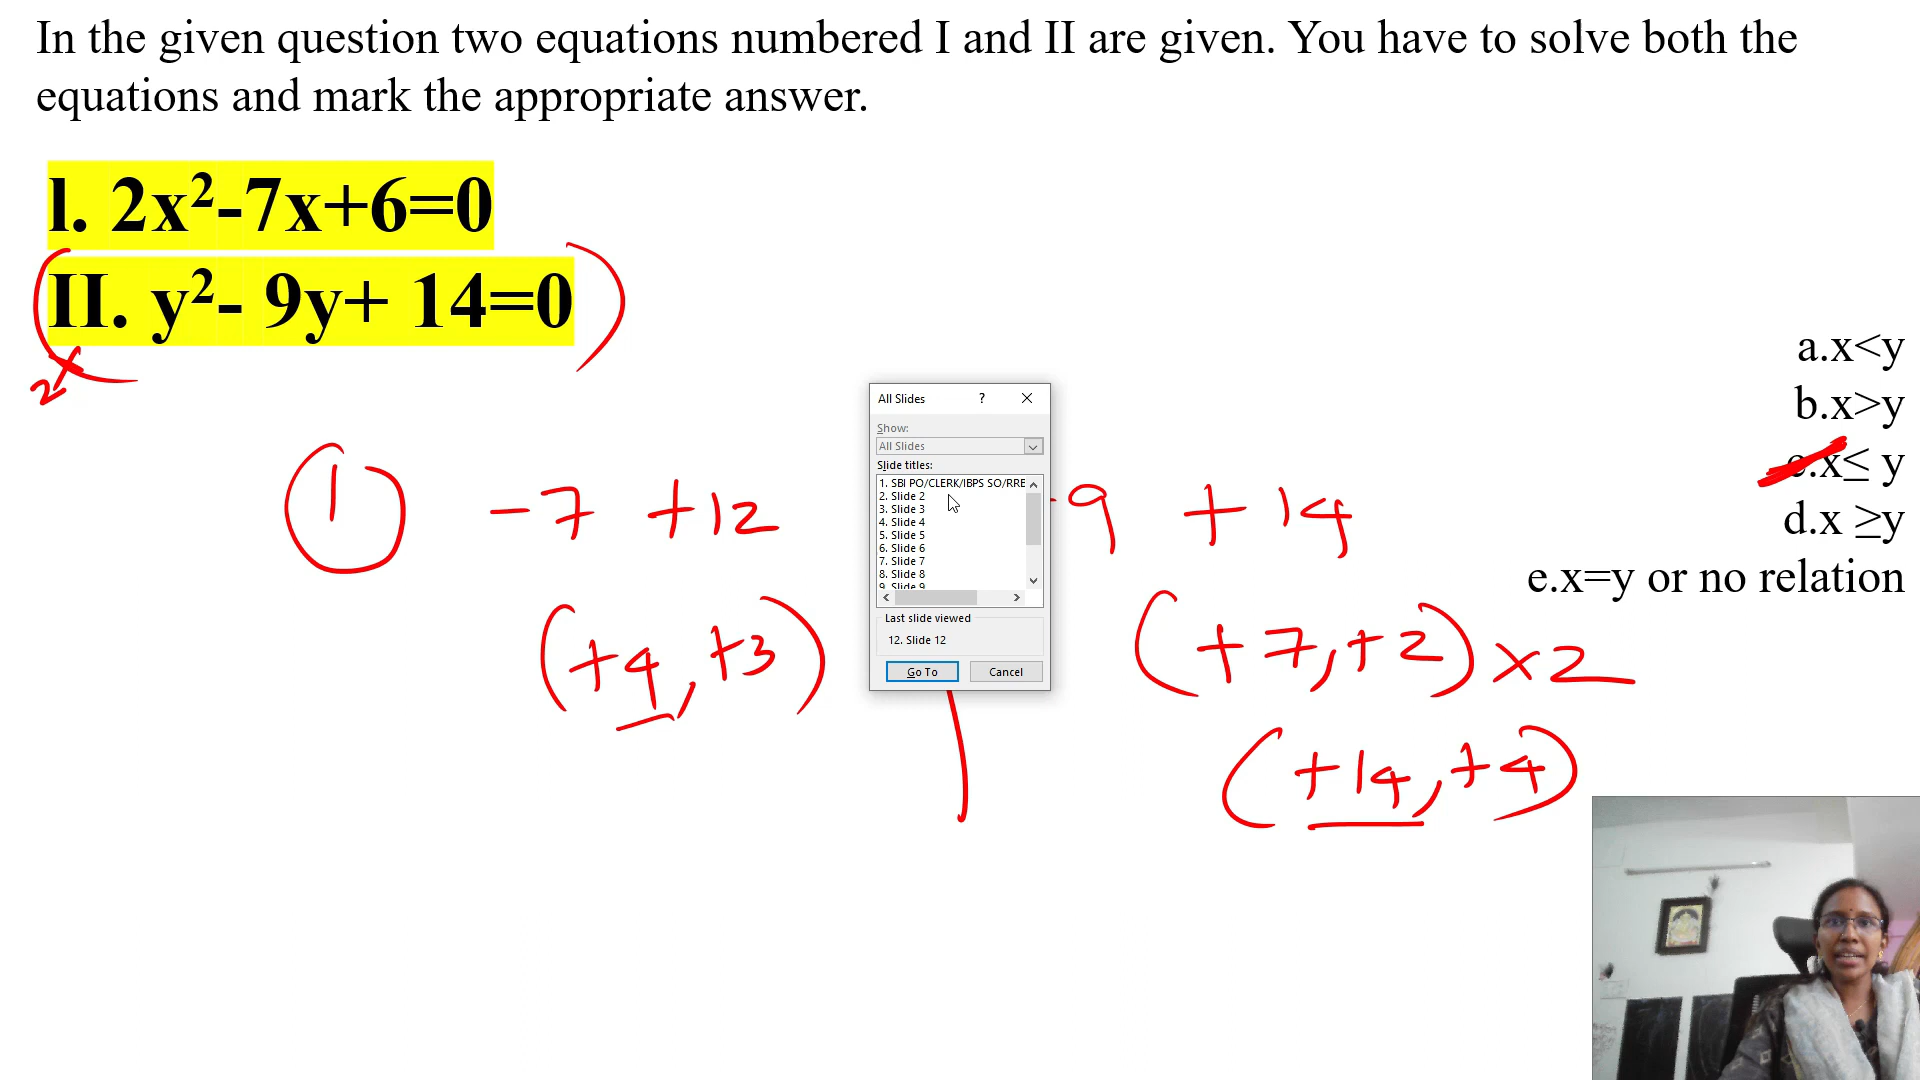 In the given question two equations numbered I and II are given. You have to solve both the
equations and mark the appropriate answer.
l. 2x²-7x+6=0
II. y²- 9y+ 14=0
2
a.x<y
b.x>y
c.x≤ y
d.x ≥y
e.x=y or no relation
1
-7 +12
-9 +14
(+4,+3)
(+7,+2)×2
(+14,+4)
All Slides
?
Show:
All Slides
Slide titles:
1. SBI PO/CLERK/IBPS SO/RRB
2. Slide 2
3. Slide 3
4. Slide 4
5. Slide 5
6. Slide 6
7. Slide 7
8. Slide 8
9. Slide 9
Last slide viewed
12. Slide 12
Go To Cancel